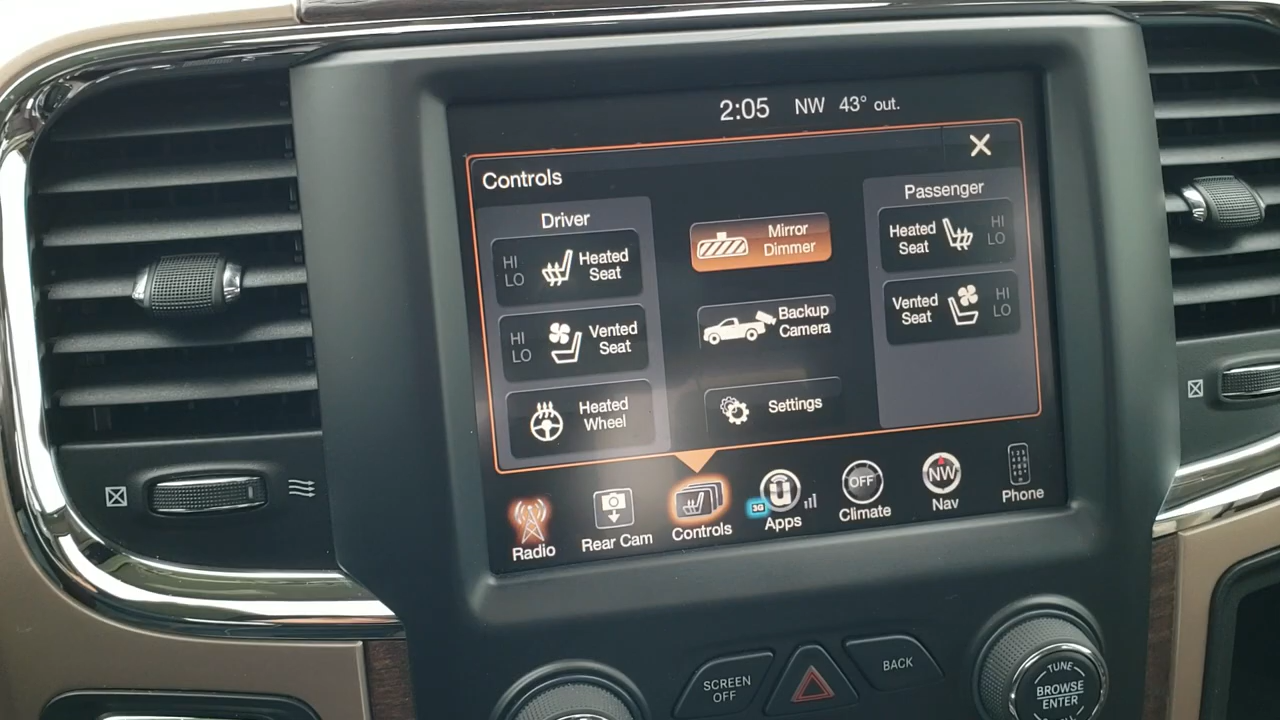 2:05 NW 43° out.
Controls
Driver
HI
LO
Heated
Seat
HI
LO
Vented
Seat
Heated
Wheel
Mirror
Dimmer
Backup
Camera
Settings
Passenger
Heated
Seat
HI
LO
Vented
Seat
HI
LO
Radio
Rear Cam
Controls
3G
Apps
OFF
Climate
NW
Nav
Phone
SCREEN
OFF
BACK
TUNE
BROWSE
ENTER